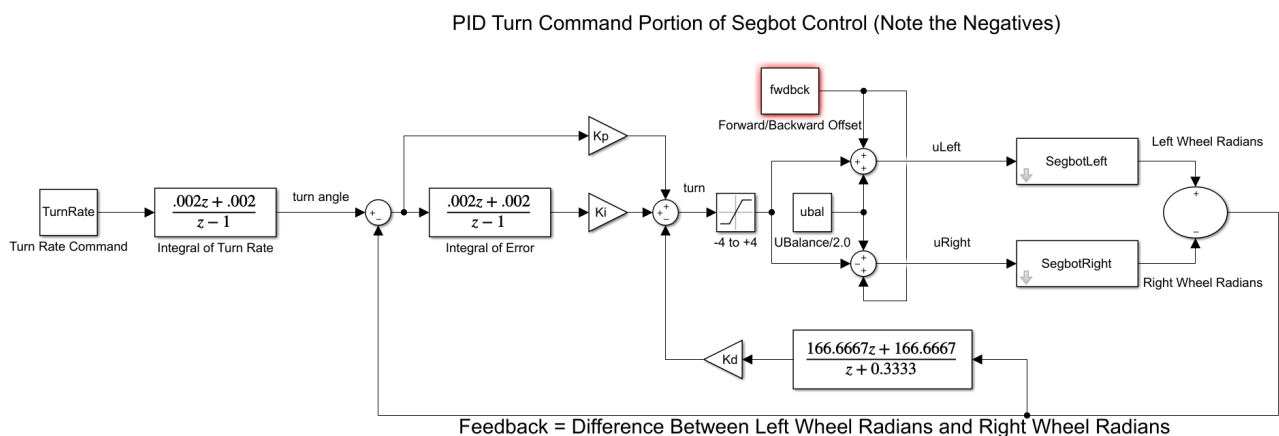 PID Turn Command Portion of Segbot Control (Note the Negatives)
fwdbck
Forward/Backward Offset
Kp
uLeft
SegbotLeft
Left Wheel Radians
TurnRate
Turn Rate Command
.002z + .002
z − 1
Integral of Turn Rate
turn angle
+
−
.002z + .002
z − 1
Integral of Error
Ki
+
+
−
turn
-4 to +4
ubal
UBalance/2.0
+
+
+
−
+
+
uRight
SegbotRight
Right Wheel Radians
+
−
Kd
166.6667z + 166.6667
z + 0.3333
Feedback = Difference Between Left Wheel Radians and Right Wheel Radians